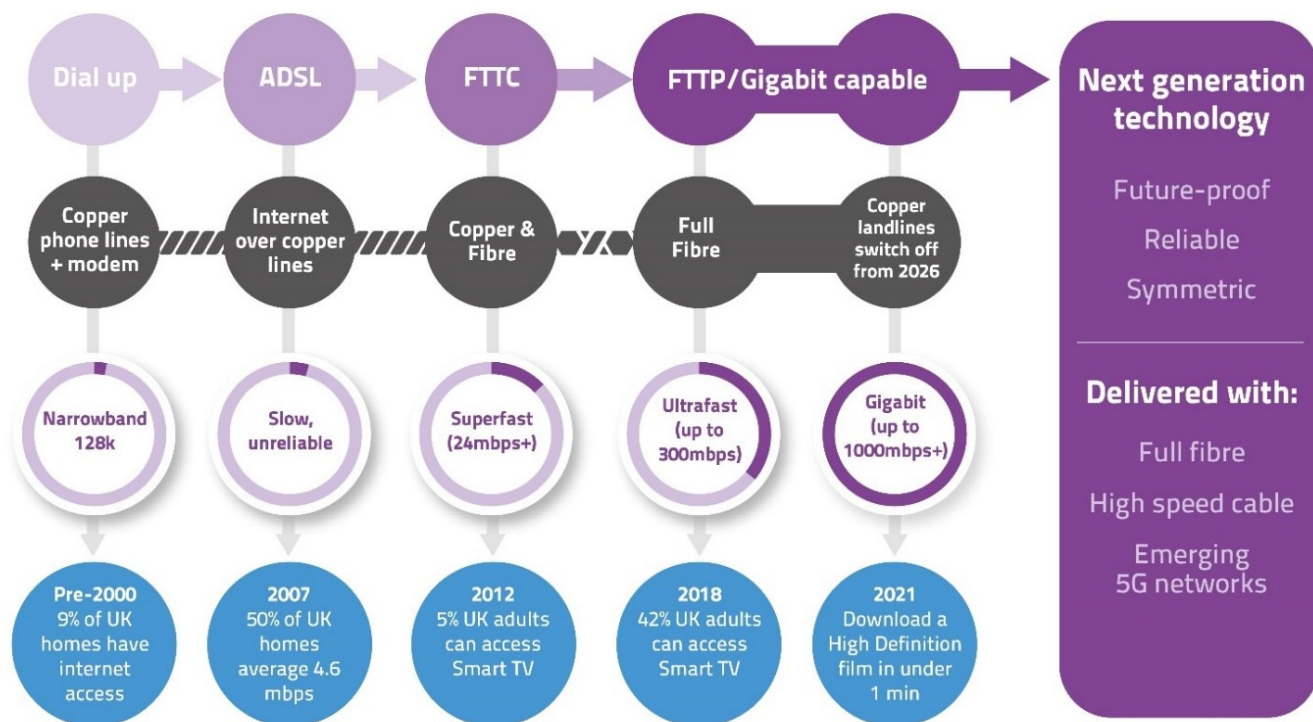 Dial up
ADSL
FTTC
FTTP/Gigabit capable
Copper
phone lines
+ modem
Internet
over copper
lines
Copper &
Fibre
Full
Fibre
Copper
landlines
switch off
from 2026
Narrowband
128k
Slow,
unreliable
Superfast
(24mbps+)
Ultrafast
(up to
300mbps)
Gigabit
(up to
1000mbps+)
Pre-2000
9% of UK
homes have
internet
access
2007
50% of UK
homes
average 4.6
mbps
2012
5% UK adults
can access
Smart TV
2018
42% UK adults
can access
Smart TV
2021
Download a
High Definition
film in under
1 min
Next generation
technology
Future-proof
Reliable
Symmetric
Delivered with:
Full fibre
High speed cable
Emerging
5G networks